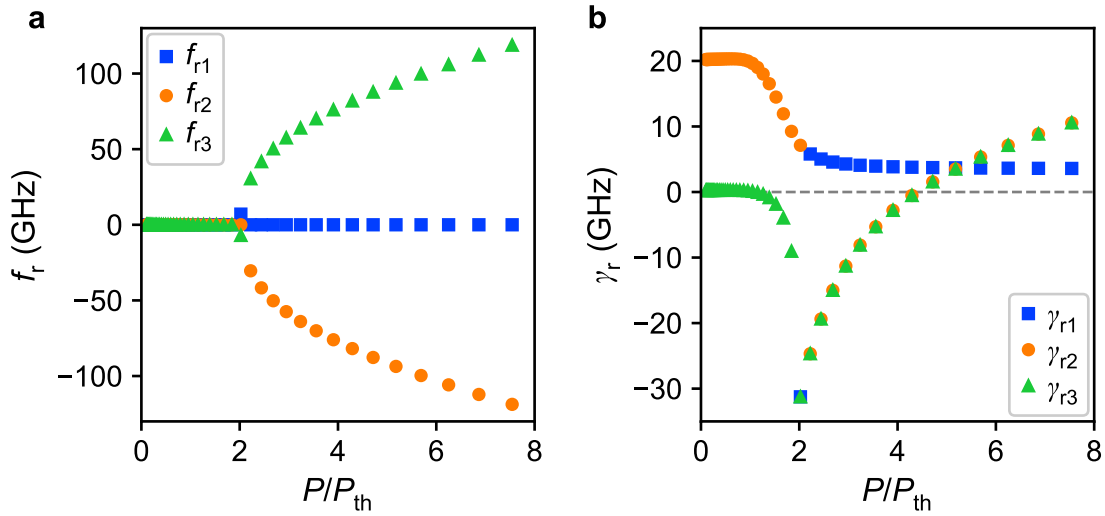 a
f_r1
f_r2
f_r3
100
50
0
−50
−100
f_r (GHz)
0 2 4 6 8
P/P_th
b
20
10
0
−10
−20
−30
γ_r (GHz)
γ_r1
γ_r2
γ_r3
0 2 4 6 8
P/P_th